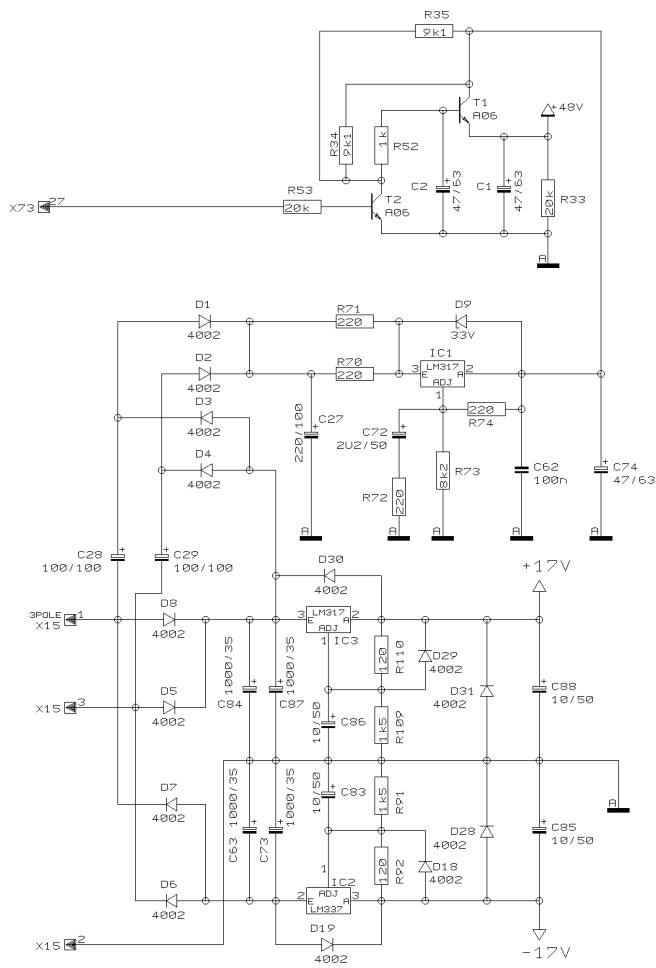 R35
9k1
T1
A06
+48V
R34
9k1
1k
R52
C2
+
47/63
C1
+
47/63
20k
R33
X73
27
R53
20k
T2
A06
A
D1
4002
R71
220
D9
33V
D2
4002
R70
220
IC1
3
E
LM317
A
2
ADJ
1
D3
4002
220
R74
220/100
+
C27
C72
+
2U2/50
D4
4002
8k2
R73
R72
220
C62
100n
+
C74
47/63
A
A
A
A
A
C28
+
100/100
+
C29
100/100
D30
4002
+17V
3POLE
X15
1
D8
4002
3
E
LM317
A
2
ADJ
1
IC3
1000/35
+
C84
1000/35
+
C87
120
R110
D29
4002
X15
3
D5
4002
D31
4002
+
C88
10/50
10/50
+
C86
1k5
R109
D7
4002
1000/35
+
C63
1000/35
+
C73
10/50
+
C83
1k5
R91
A
D28
4002
+
C85
10/50
120
R92
D18
4002
D6
4002
1
IC2
2
E
ADJ
A
3
LM337
X15
2
D19
4002
-17V